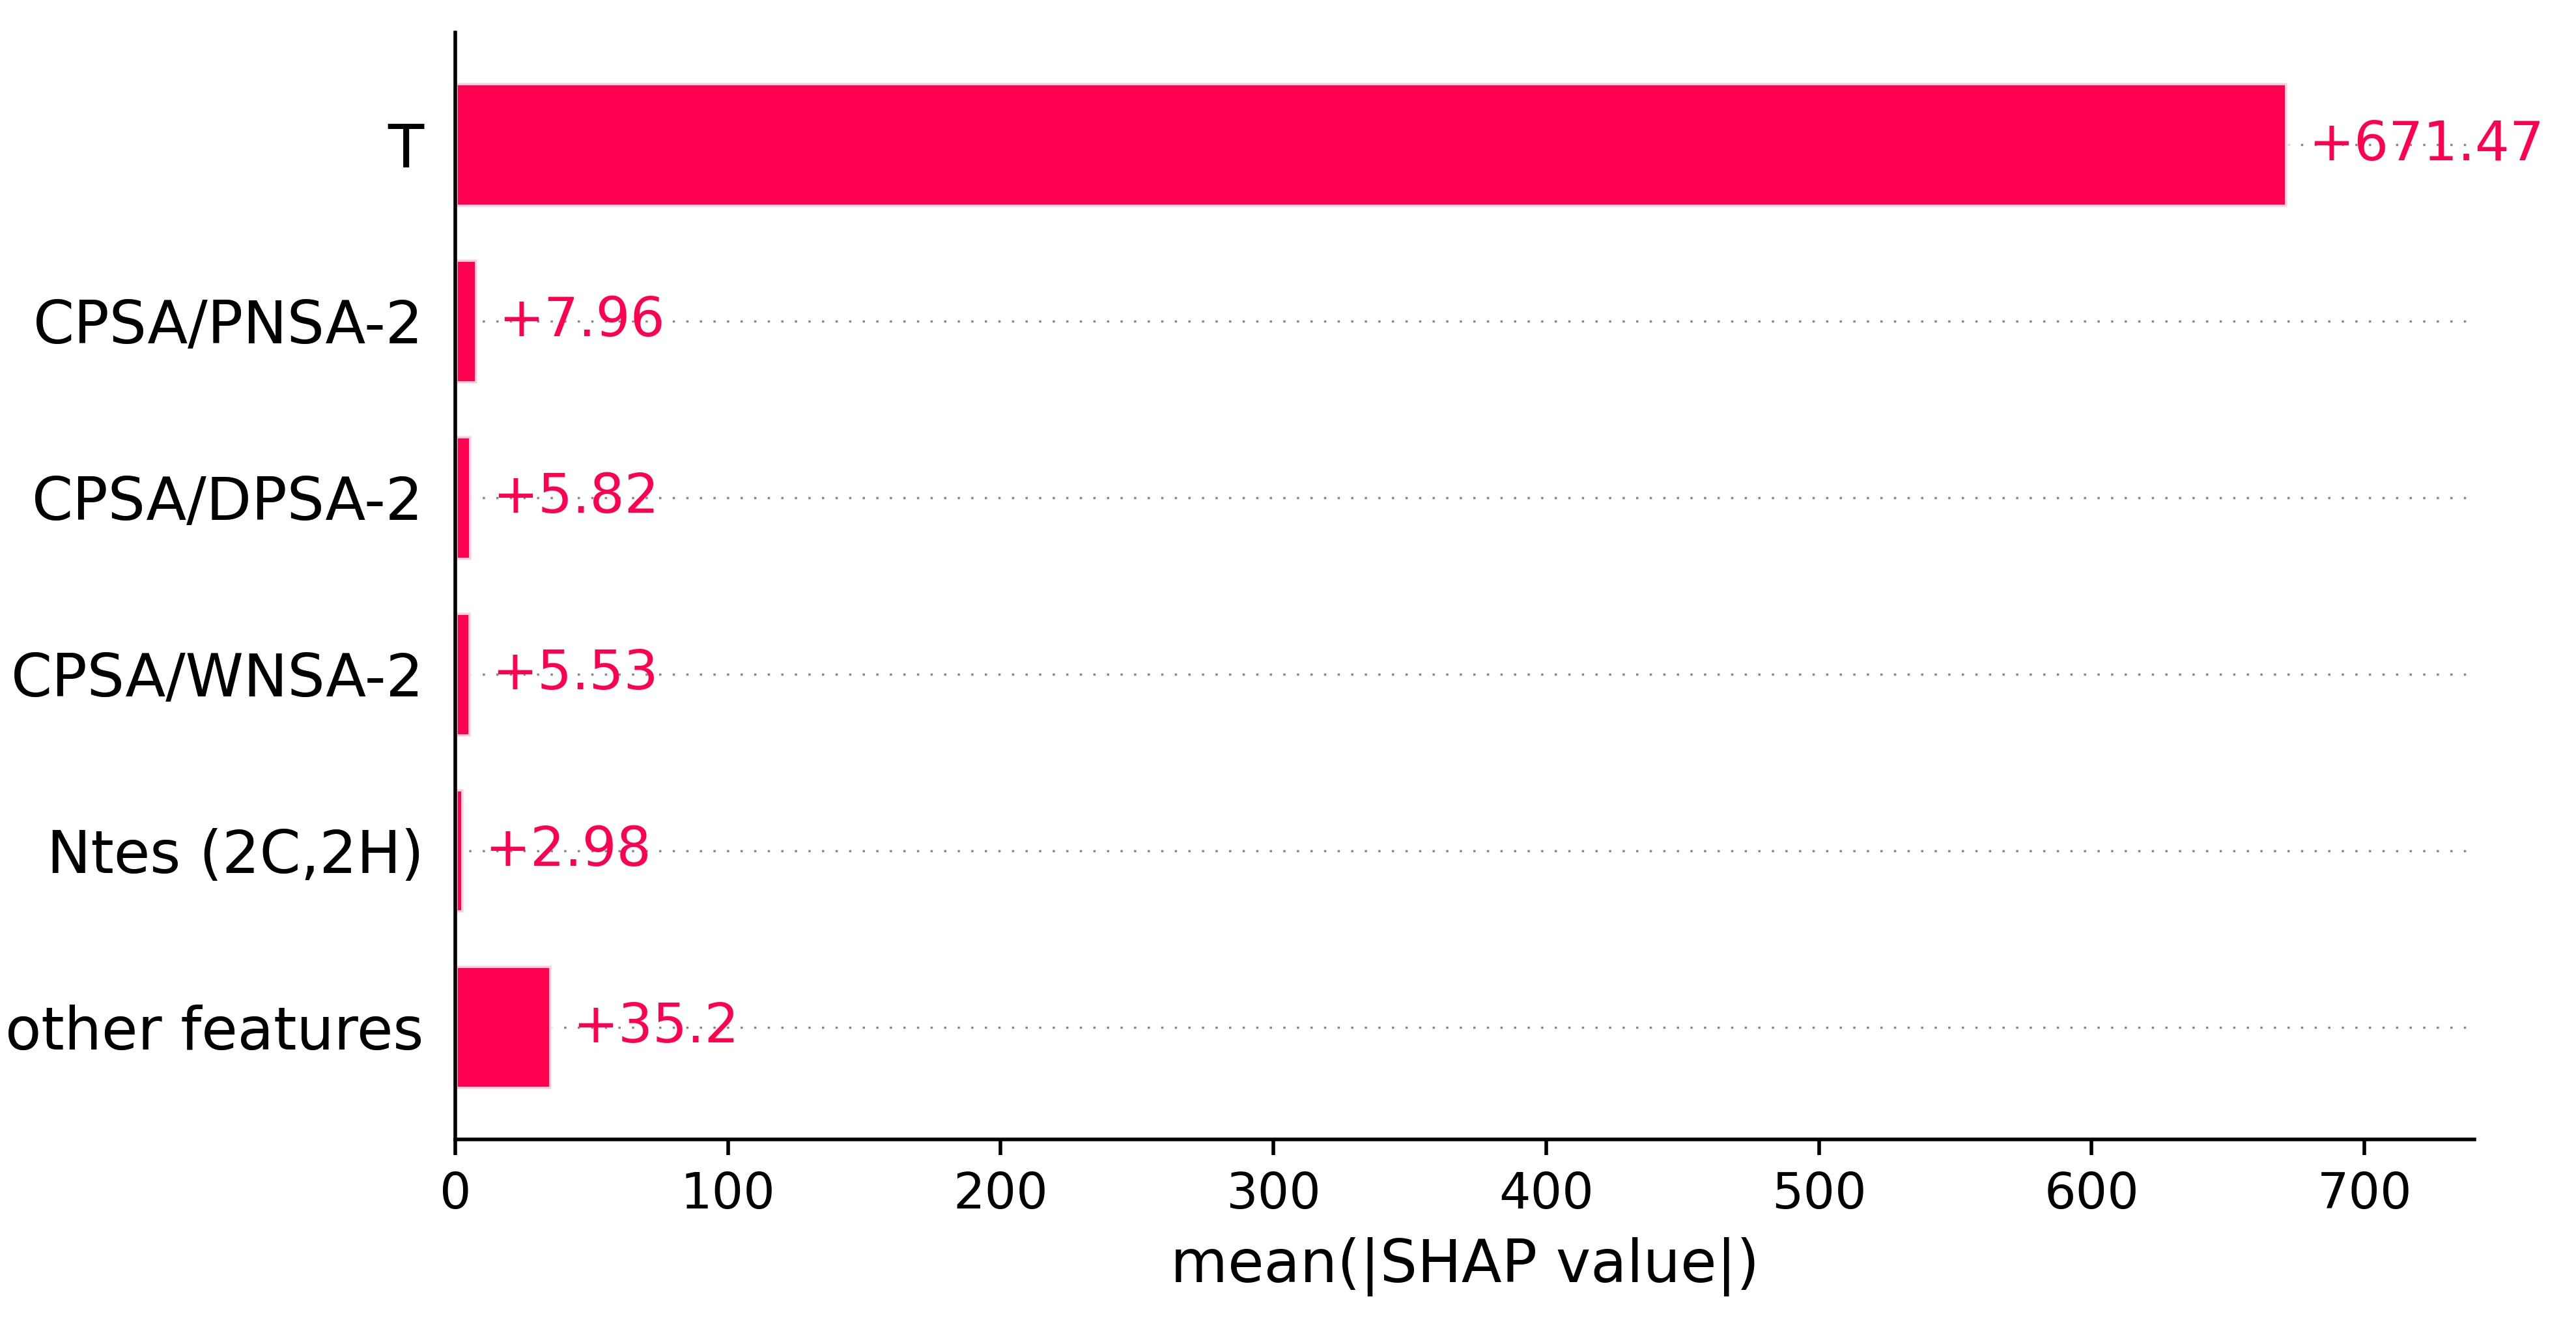 T +671.47
CPSA/PNSA-2 +7.96
CPSA/DPSA-2 +5.82
CPSA/WNSA-2 +5.53
Ntes (2C,2H) +2.98
other features +35.2
0 100 200 300 400 500 600 700
mean(|SHAP value|)